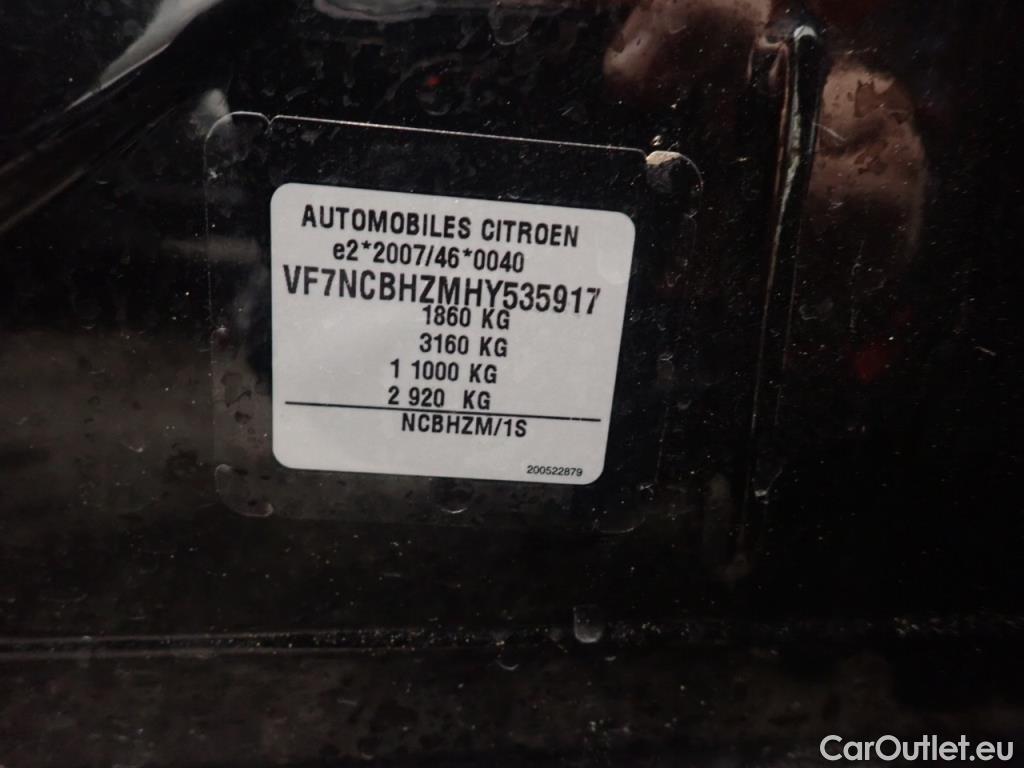 AUTOMOBILES CITROEN
e2*2007/46*0040
VF7NCBHZMHY535917
1860 KG
3160 KG
1 1000 KG
2 920 KG
NCBHZM/1S
200522879
CarOutlet.eu